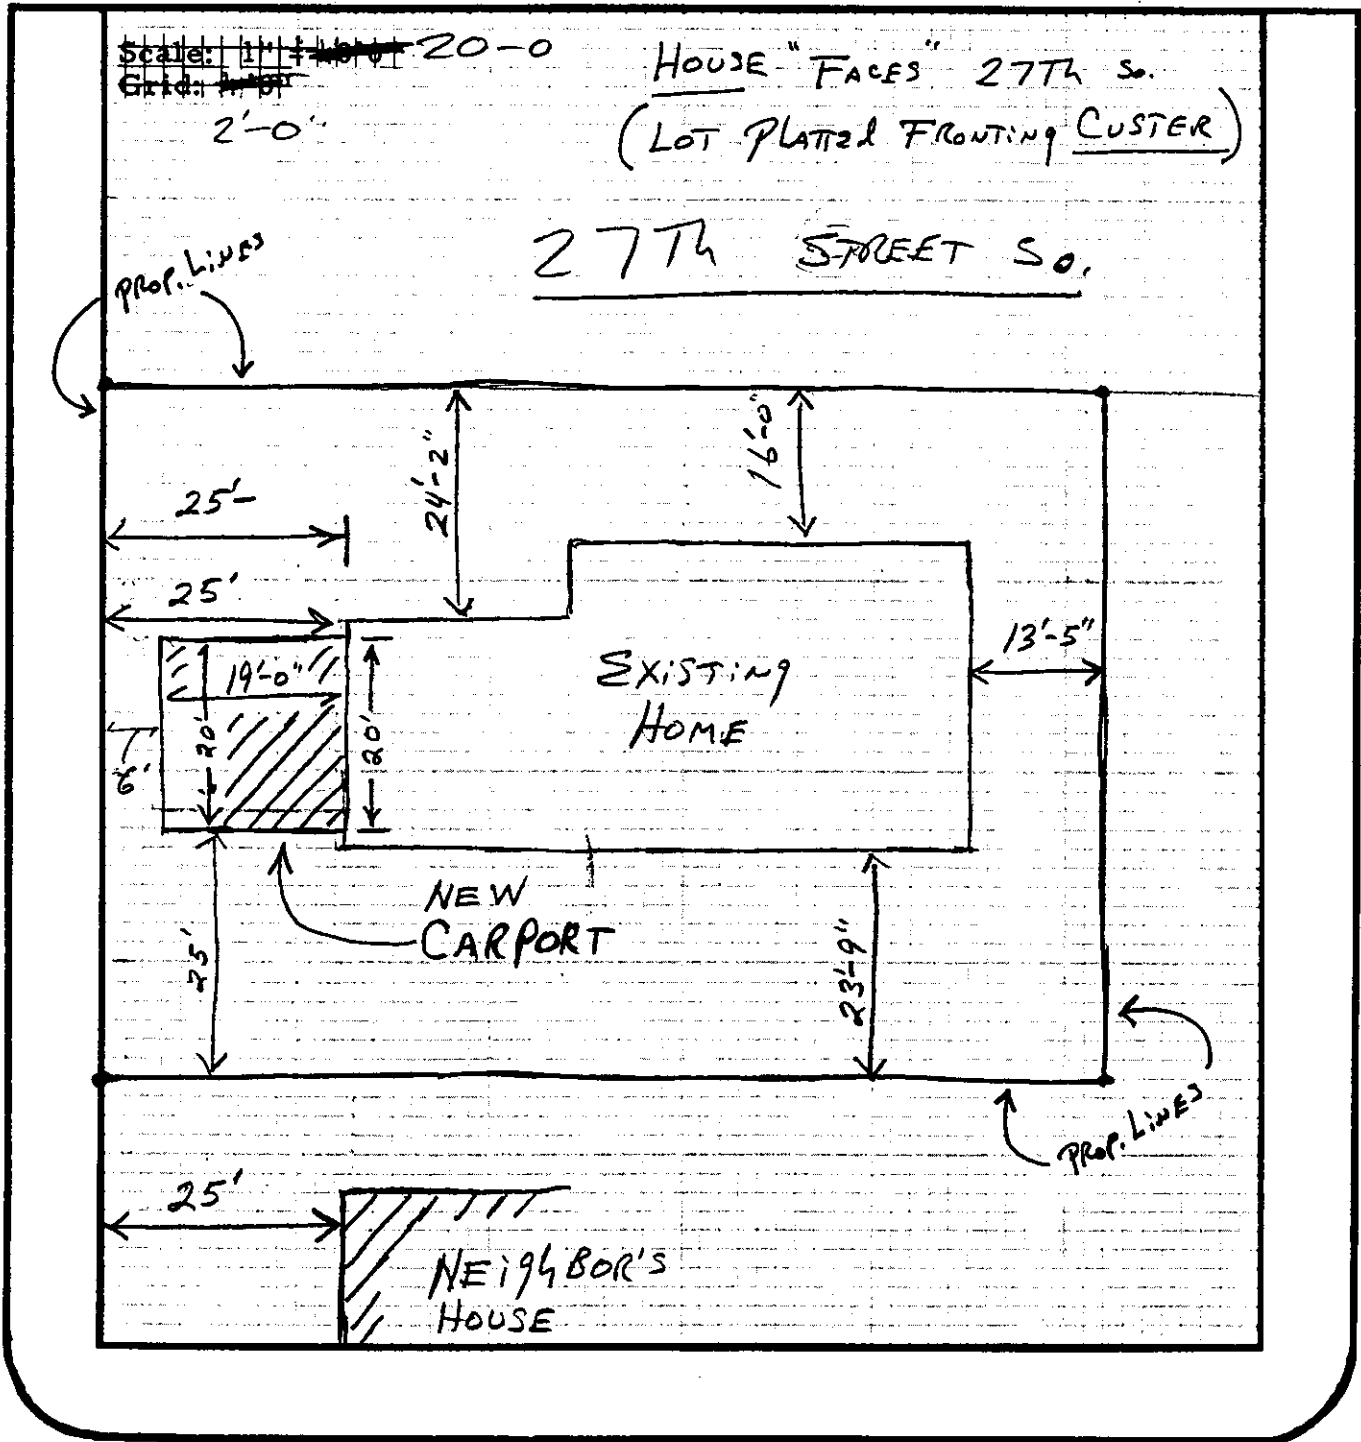 Scale: 1" = 20-0
Grid:
2'-0"
HOUSE "FACES" 27Th So.
(LOT PLATTEd FRONTiNg CUSTER)
27Th STREET So.
PROP. LiNES
25'-
24'-2"
16'-0"
25'
19'-0"
13'-5"
ExiSTiNg
HOME
20'
20'
6'
NEW
CARPORT
25'
23'-9"
PROP. LiNES
25'
NEighBOR'S
HOUSE